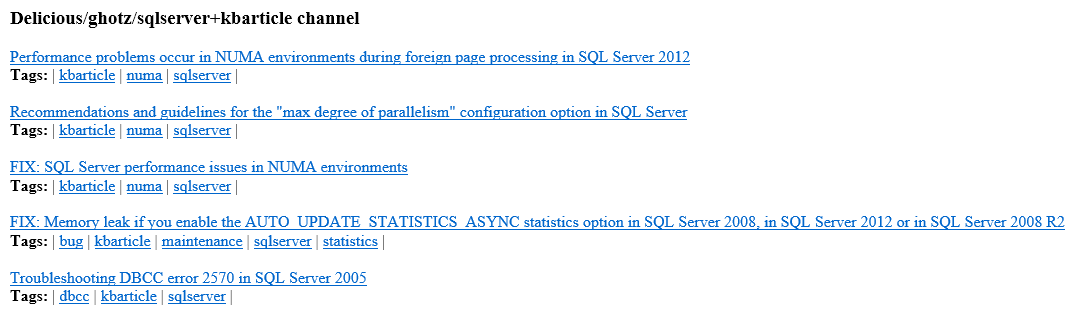 Delicious/ghotz/sqlserver+kbarticle channel
Performance problems occur in NUMA environments during foreign page processing in SQL Server 2012
Tags: | kbarticle | numa | sqlserver |
Recommendations and guidelines for the "max degree of parallelism" configuration option in SQL Server
Tags: | kbarticle | numa | sqlserver |
FIX: SQL Server performance issues in NUMA environments
Tags: | kbarticle | numa | sqlserver |
FIX: Memory leak if you enable the AUTO_UPDATE_STATISTICS_ASYNC statistics option in SQL Server 2008, in SQL Server 2012 or in SQL Server 2008 R2
Tags: | bug | kbarticle | maintenance | sqlserver | statistics |
Troubleshooting DBCC error 2570 in SQL Server 2005
Tags: | dbcc | kbarticle | sqlserver |